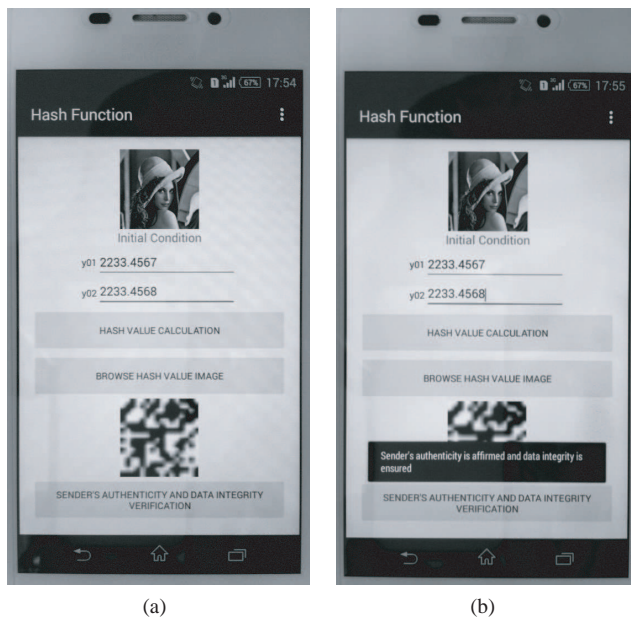 67% 17:54
Hash Function
Initial Condition
y01 2233.4567
y02 2233.4568
HASH VALUE CALCULATION
BROWSE HASH VALUE IMAGE
SENDER'S AUTHENTICITY AND DATA INTEGRITY
VERIFICATION
(a)
67% 17:55
Hash Function
Initial Condition
y01 2233.4567
y02 2233.4568
HASH VALUE CALCULATION
BROWSE HASH VALUE IMAGE
Sender's authenticity is affirmed and data integrity is
ensured
SENDER'S AUTHENTICITY AND DATA INTEGRITY
VERIFICATION
(b)